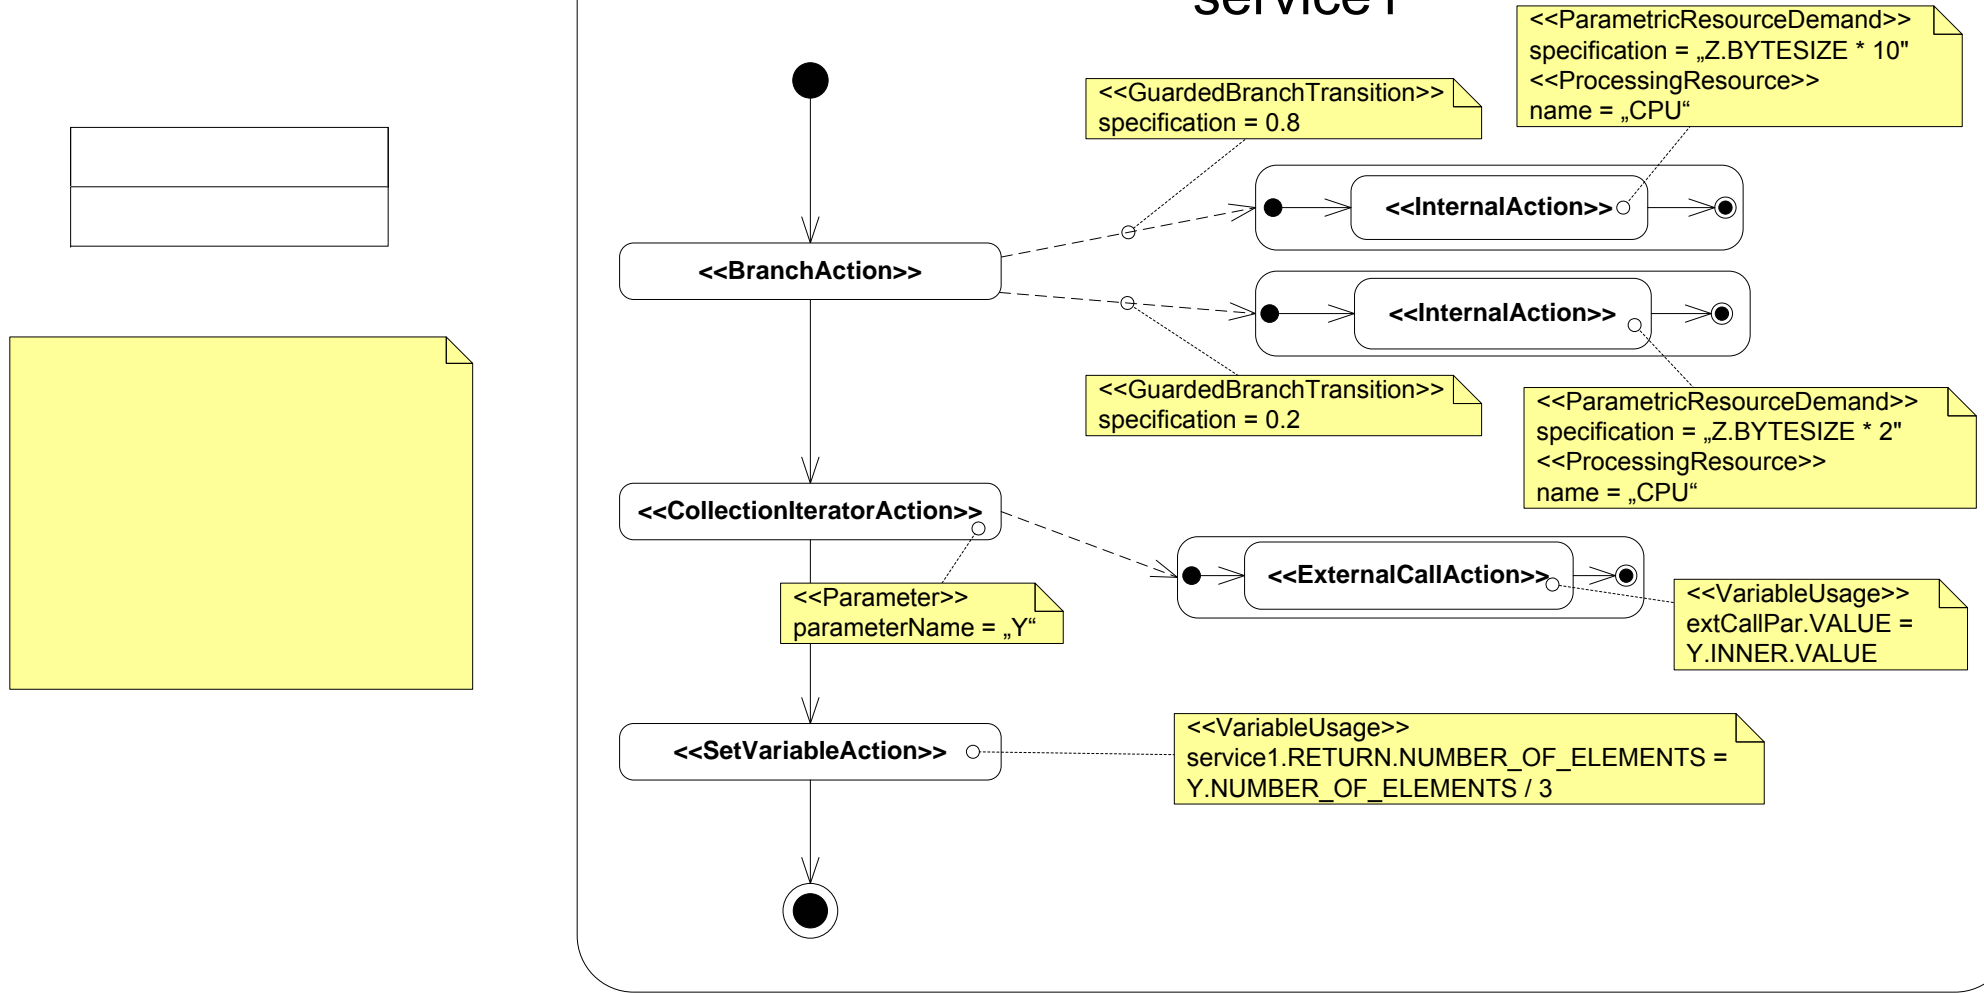 service1
<<ParametricResourceDemand>>
specification = „Z.BYTESIZE * 10"
<<ProcessingResource>>
name = „CPU“
<<GuardedBranchTransition>>
specification = 0.8
<<InternalAction>>
<<BranchAction>>
<<InternalAction>>
<<GuardedBranchTransition>>
specification = 0.2
<<ParametricResourceDemand>>
specification = „Z.BYTESIZE * 2"
<<ProcessingResource>>
name = „CPU“
<<CollectionIteratorAction>>
<<ExternalCallAction>>
<<Parameter>>
parameterName = „Y“
<<VariableUsage>>
extCallPar.VALUE =
Y.INNER.VALUE
<<SetVariableAction>>
<<VariableUsage>>
service1.RETURN.NUMBER_OF_ELEMENTS =
Y.NUMBER_OF_ELEMENTS / 3